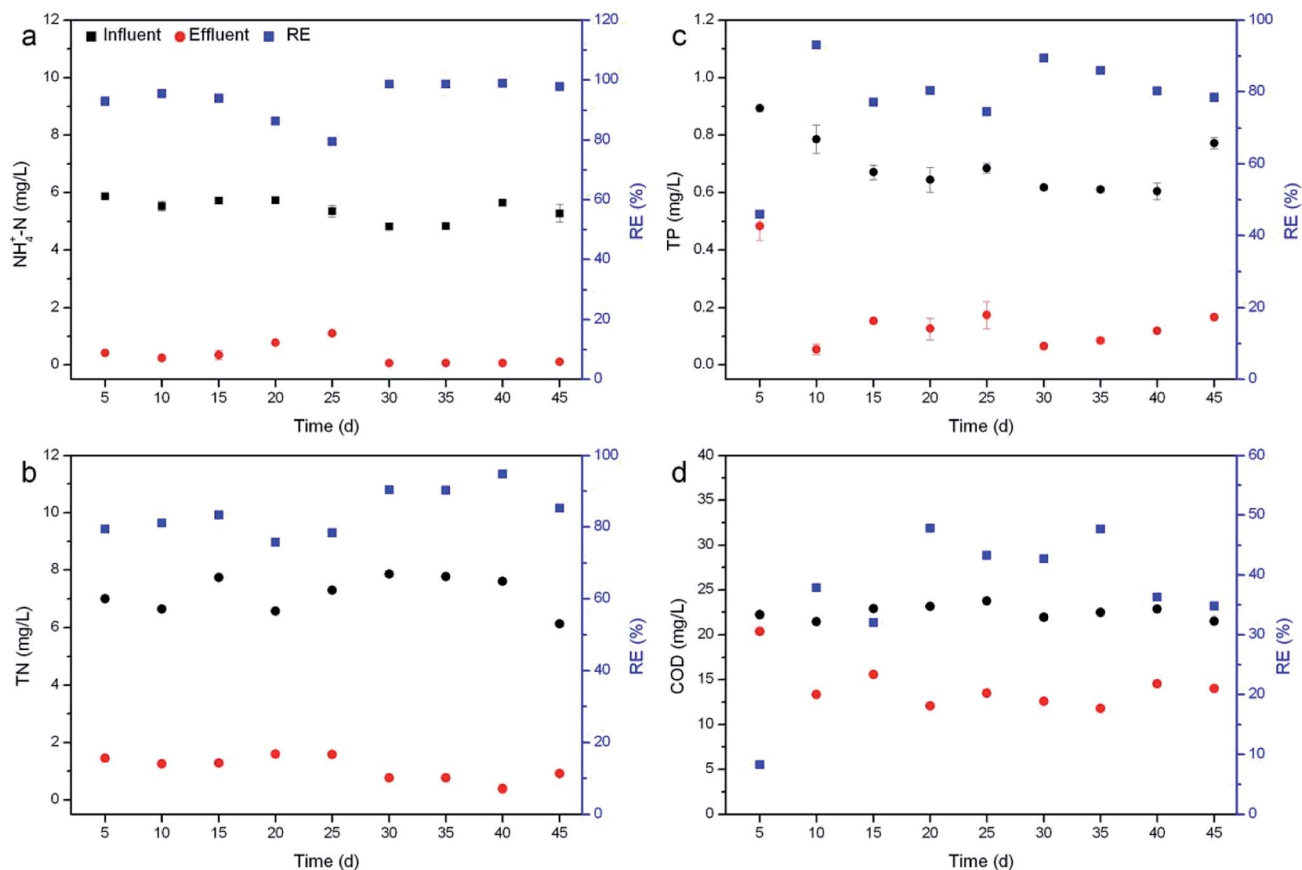 a
Influent Effluent RE
12
10
8
6
4
2
0
NH₄⁺-N (mg/L)
120
100
80
60
40
20
0
RE (%)
5 10 15 20 25 30 35 40 45
Time (d)
c
1.2
1.0
0.8
0.6
0.4
0.2
0.0
TP (mg/L)
100
80
60
40
20
0
RE (%)
5 10 15 20 25 30 35 40 45
Time (d)
b
12
10
8
6
4
2
0
TN (mg/L)
100
80
60
40
20
0
RE (%)
5 10 15 20 25 30 35 40 45
Time (d)
d
40
35
30
25
20
15
10
5
0
COD (mg/L)
60
50
40
30
20
10
0
RE (%)
5 10 15 20 25 30 35 40 45
Time (d)